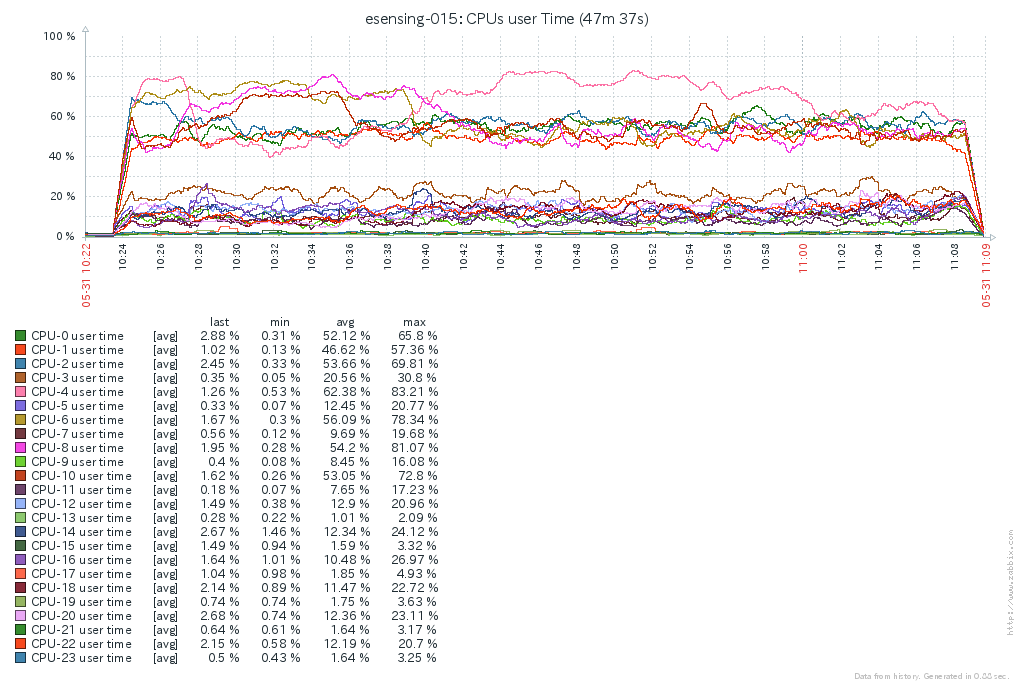 esensing-015: CPUs user Time (47m 37s)
100 %
80 %
60 %
40 %
20 %
0 %
05-31 10:22
10:24
10:26
10:28
10:30
10:32
10:34
10:36
10:38
10:40
10:42
10:44
10:46
10:48
10:50
10:52
10:54
10:56
10:58
11:00
11:02
11:04
11:06
11:08
05-31 11:09
last min avg max
CPU-0 user time [avg] 2.88 % 0.31 % 52.12 % 65.8 %
CPU-1 user time [avg] 1.02 % 0.13 % 46.62 % 57.36 %
CPU-2 user time [avg] 2.45 % 0.33 % 53.66 % 69.81 %
CPU-3 user time [avg] 0.35 % 0.05 % 20.56 % 30.8 %
CPU-4 user time [avg] 1.26 % 0.53 % 62.38 % 83.21 %
CPU-5 user time [avg] 0.33 % 0.07 % 12.45 % 20.77 %
CPU-6 user time [avg] 1.67 % 0.3 % 56.09 % 78.34 %
CPU-7 user time [avg] 0.56 % 0.12 % 9.69 % 19.68 %
CPU-8 user time [avg] 1.95 % 0.28 % 54.2 % 81.07 %
CPU-9 user time [avg] 0.4 % 0.08 % 8.45 % 16.08 %
CPU-10 user time [avg] 1.62 % 0.26 % 53.05 % 72.8 %
CPU-11 user time [avg] 0.18 % 0.07 % 7.65 % 17.23 %
CPU-12 user time [avg] 1.49 % 0.38 % 12.9 % 20.96 %
CPU-13 user time [avg] 0.28 % 0.22 % 1.01 % 2.09 %
CPU-14 user time [avg] 2.67 % 1.46 % 12.34 % 24.12 %
CPU-15 user time [avg] 1.49 % 0.94 % 1.59 % 3.32 %
CPU-16 user time [avg] 1.64 % 1.01 % 10.48 % 26.97 %
CPU-17 user time [avg] 1.04 % 0.98 % 1.85 % 4.93 %
CPU-18 user time [avg] 2.14 % 0.89 % 11.47 % 22.72 %
CPU-19 user time [avg] 0.74 % 0.74 % 1.75 % 3.63 %
CPU-20 user time [avg] 2.68 % 0.74 % 12.36 % 23.11 %
CPU-21 user time [avg] 0.64 % 0.61 % 1.64 % 3.17 %
CPU-22 user time [avg] 2.15 % 0.58 % 12.19 % 20.7 %
CPU-23 user time [avg] 0.5 % 0.43 % 1.64 % 3.25 %
http://www.zabbix.com
Data from history. Generated in 0.88 sec.